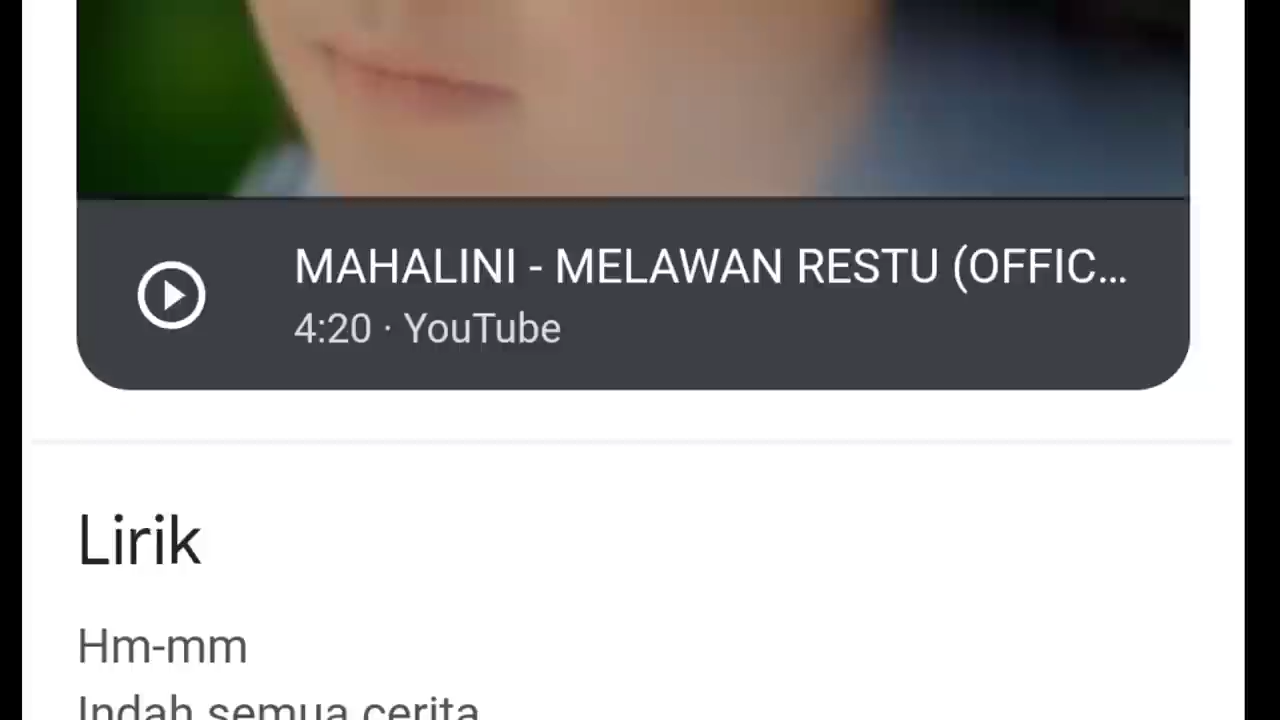 MAHALINI - MELAWAN RESTU (OFFIC...
4:20 · YouTube
Lirik
Hm-mm
Indah semua cerita